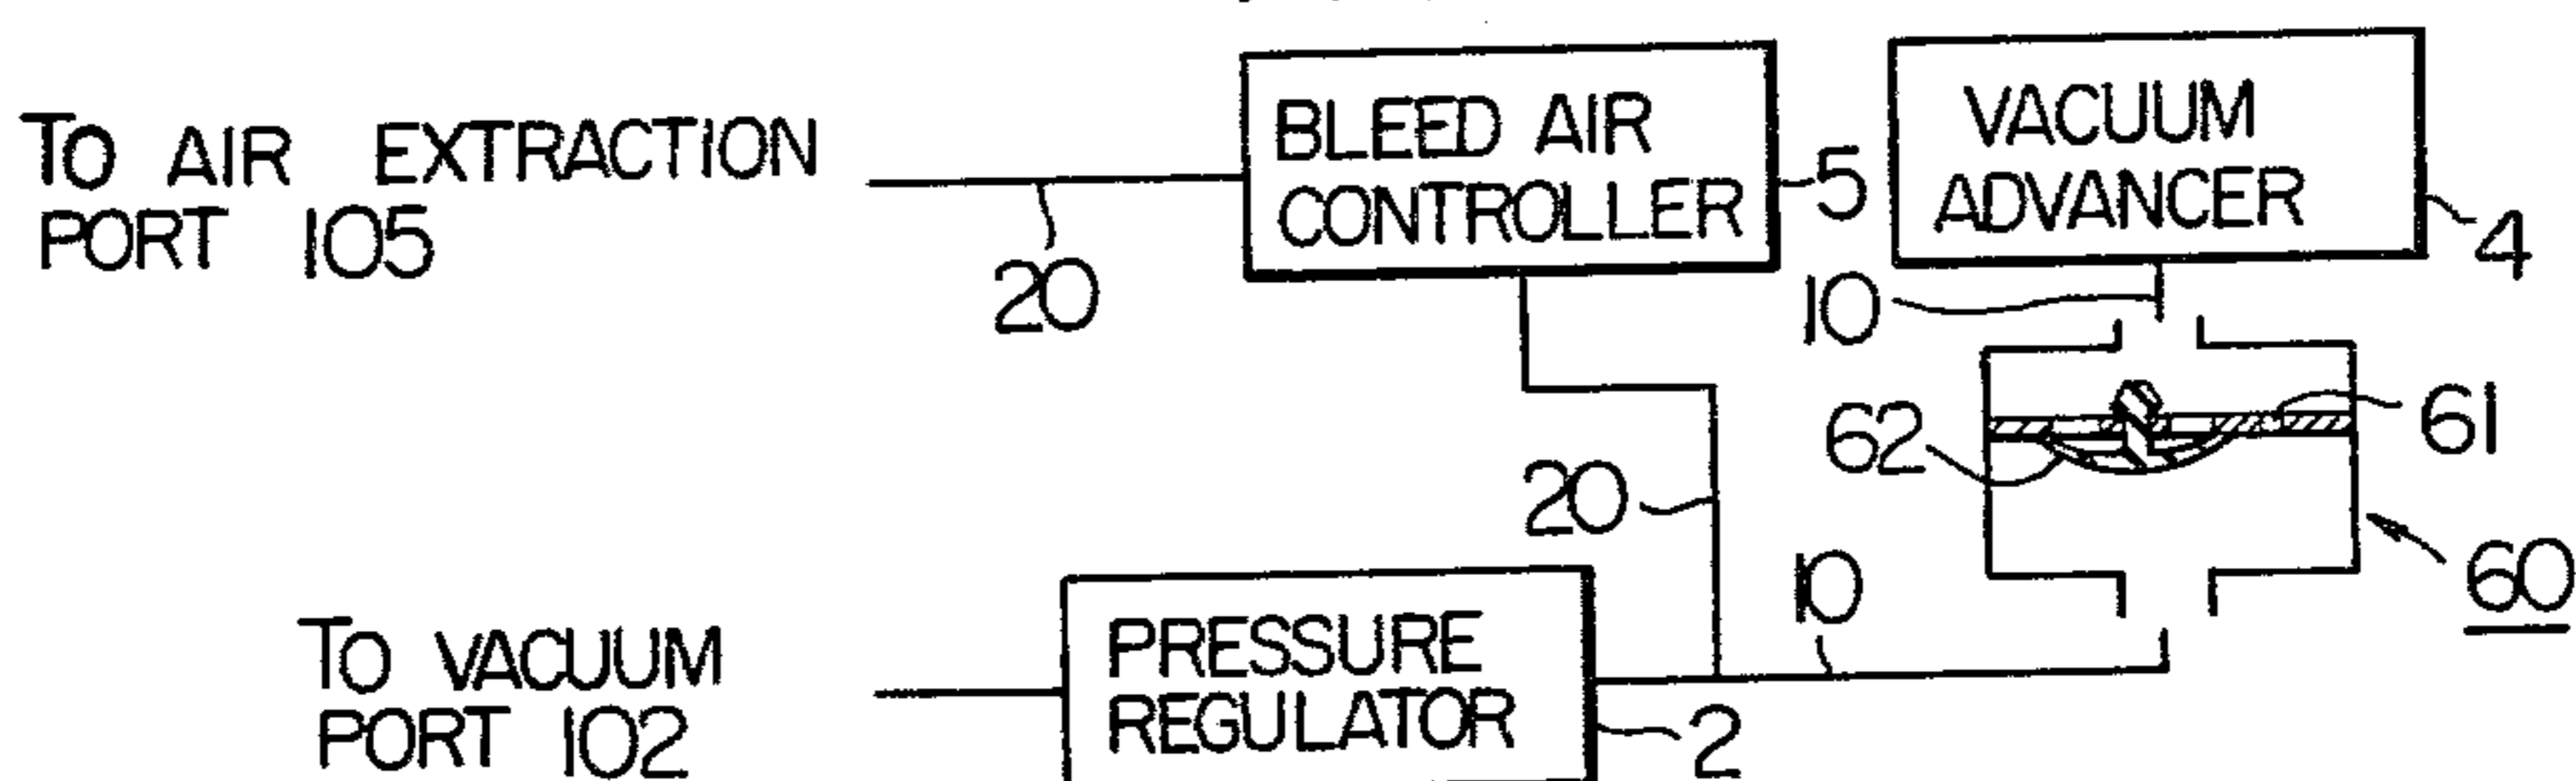 TO AIR EXTRACTION
PORT 105
20
BLEED AIR
CONTROLLER
5
VACUUM
ADVANCER
4
10
62
61
20
10
60
TO VACUUM
PORT 102
PRESSURE
REGULATOR
2